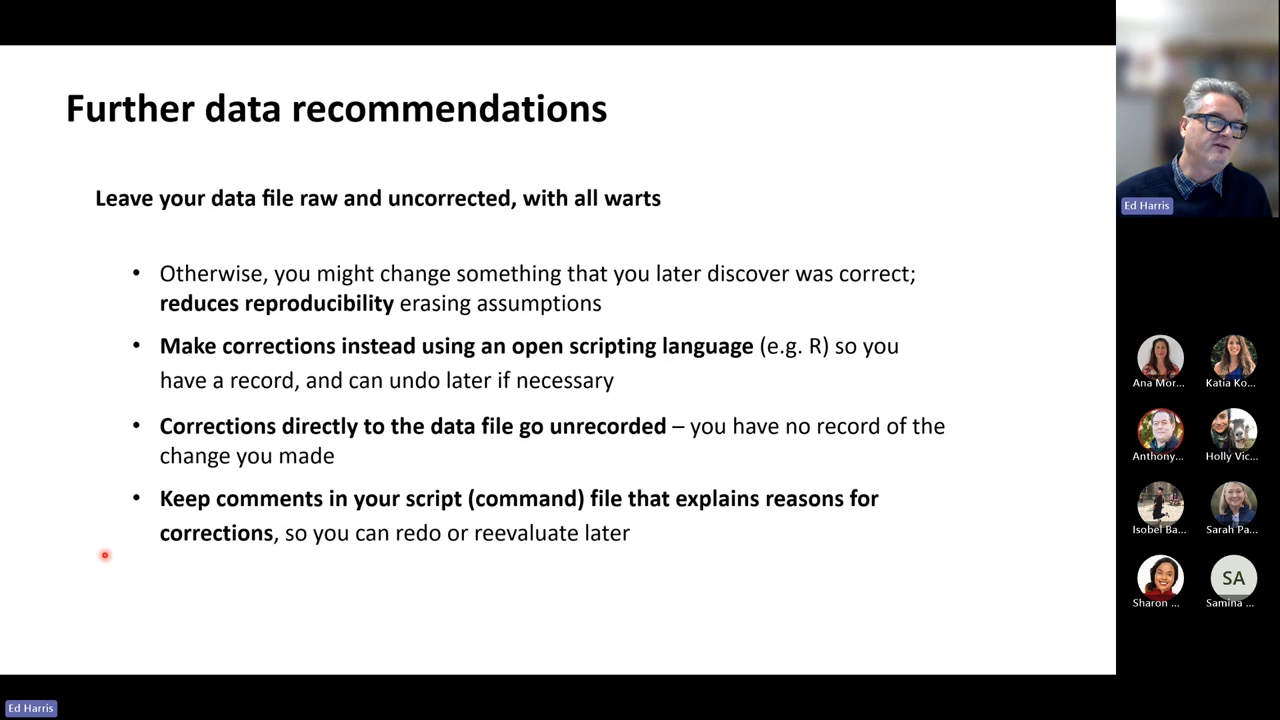 Further data recommendations
Leave your data file raw and uncorrected, with all warts
• Otherwise, you might change something that you later discover was correct;
reduces reproducibility erasing assumptions
• Make corrections instead using an open scripting language (e.g. R) so you
have a record, and can undo later if necessary
• Corrections directly to the data file go unrecorded – you have no record of the
change you made
• Keep comments in your script (command) file that explains reasons for
corrections, so you can redo or reevaluate later
Ed Harris
Ana Mor...
Katia Ko...
Anthony...
Holly Vic...
Isobel Ba...
Sarah Pa...
SA
Sharon ...
Samina ...
Ed Harris